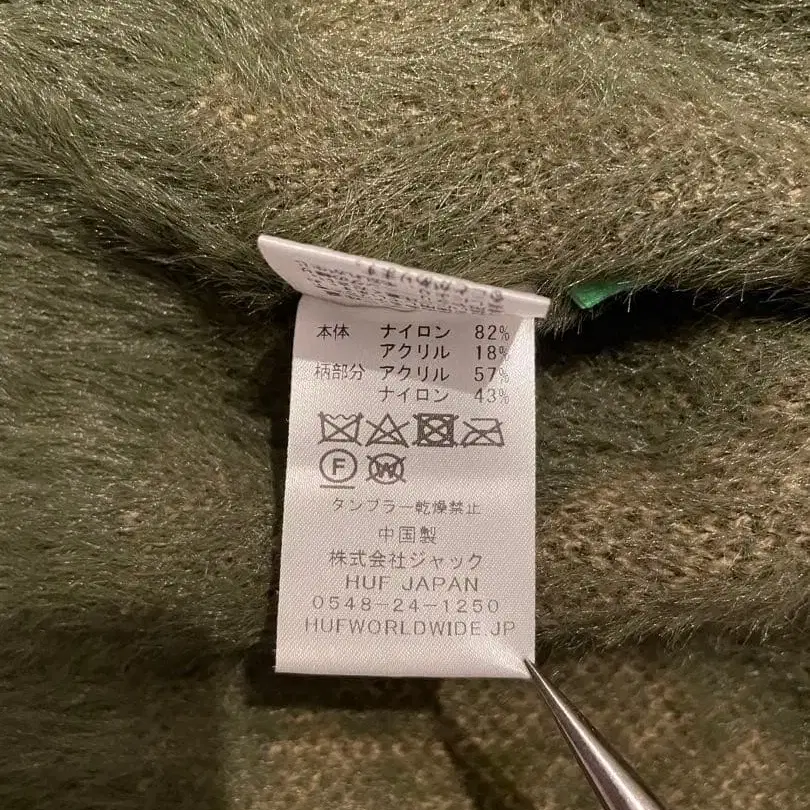 本体 ナイロン 82%
アクリル 18%
柄部分 アクリル 57%
ナイロン 43%
F W
タンブラー乾燥禁止
中国製
株式会社ジャック
HUF JAPAN
0548-24-1250
HUFWORLDWIDE.JP